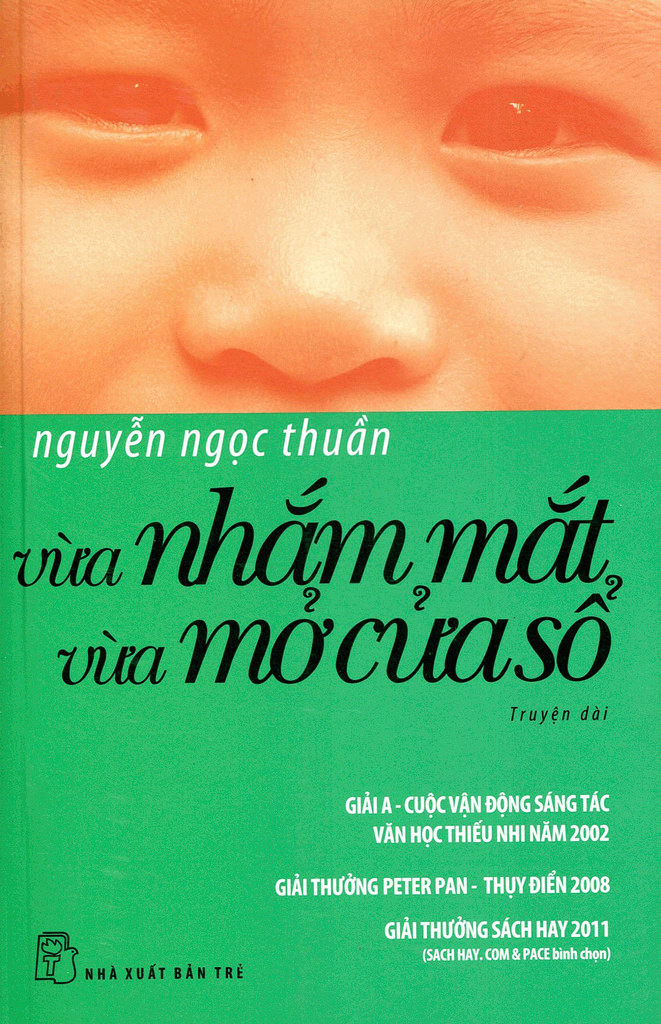 nguyễn ngọc thuần
vừa nhắm mắt
vừa mở cửa sổ
Truyện dài
GIẢI A - CUỘC VẬN ĐỘNG SÁNG TÁC
VĂN HỌC THIẾU NHI NĂM 2002
GIẢI THƯỞNG PETER PAN - THỤY ĐIỂN 2008
GIẢI THƯỞNG SÁCH HAY 2011
(SACH HAY. COM & PACE bình chọn)
T
NHÀ XUẤT BẢN TRẺ